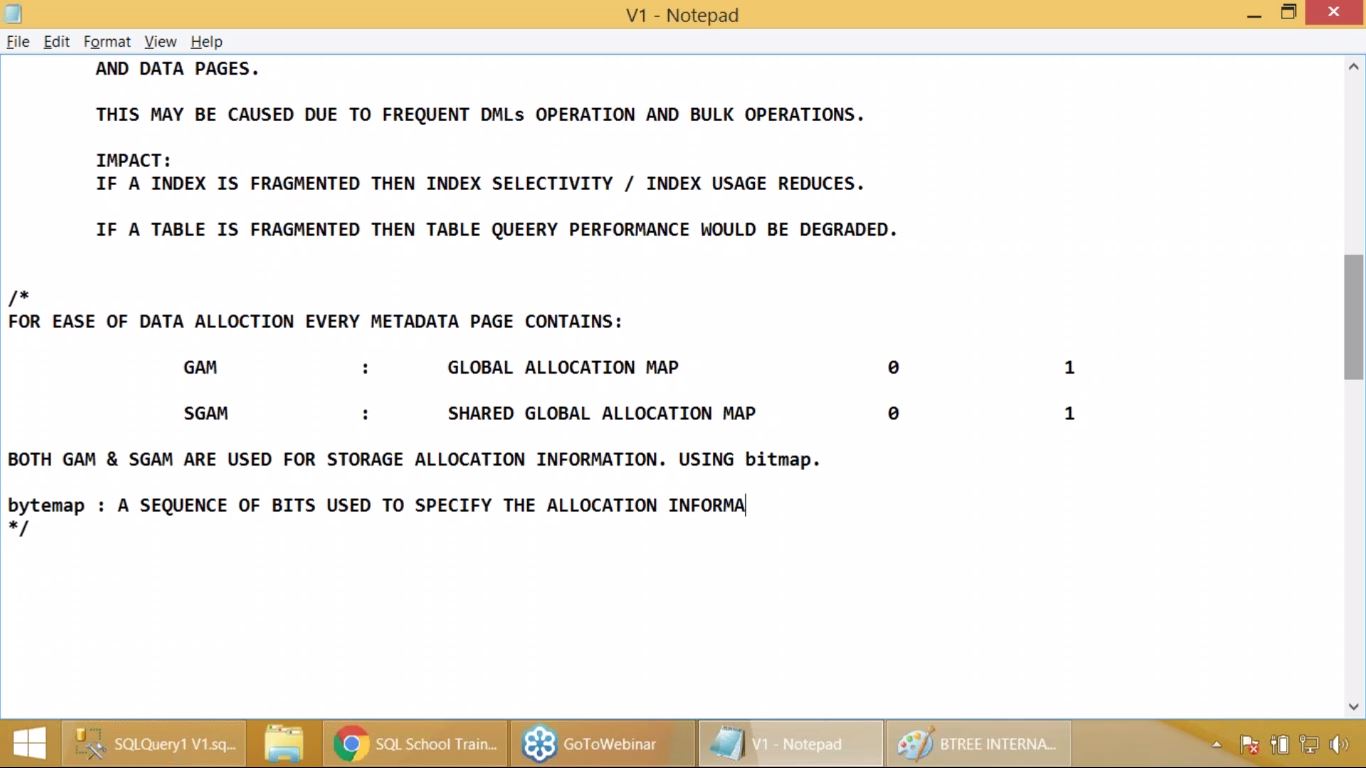 V1 - Notepad
File Edit Format View Help
AND DATA PAGES.
THIS MAY BE CAUSED DUE TO FREQUENT DMLs OPERATION AND BULK OPERATIONS.
IMPACT:
IF A INDEX IS FRAGMENTED THEN INDEX SELECTIVITY / INDEX USAGE REDUCES.
IF A TABLE IS FRAGMENTED THEN TABLE QUEERY PERFORMANCE WOULD BE DEGRADED.
/*
FOR EASE OF DATA ALLOCTION EVERY METADATA PAGE CONTAINS:
GAM : GLOBAL ALLOCATION MAP 0 1
SGAM : SHARED GLOBAL ALLOCATION MAP 0 1
BOTH GAM & SGAM ARE USED FOR STORAGE ALLOCATION INFORMATION. USING bitmap.
bytemap : A SEQUENCE OF BITS USED TO SPECIFY THE ALLOCATION INFORMA
*/
SQLQuery1 V1.sq... SQL School Train... GoToWebinar V1 - Notepad BTREE INTERNA...